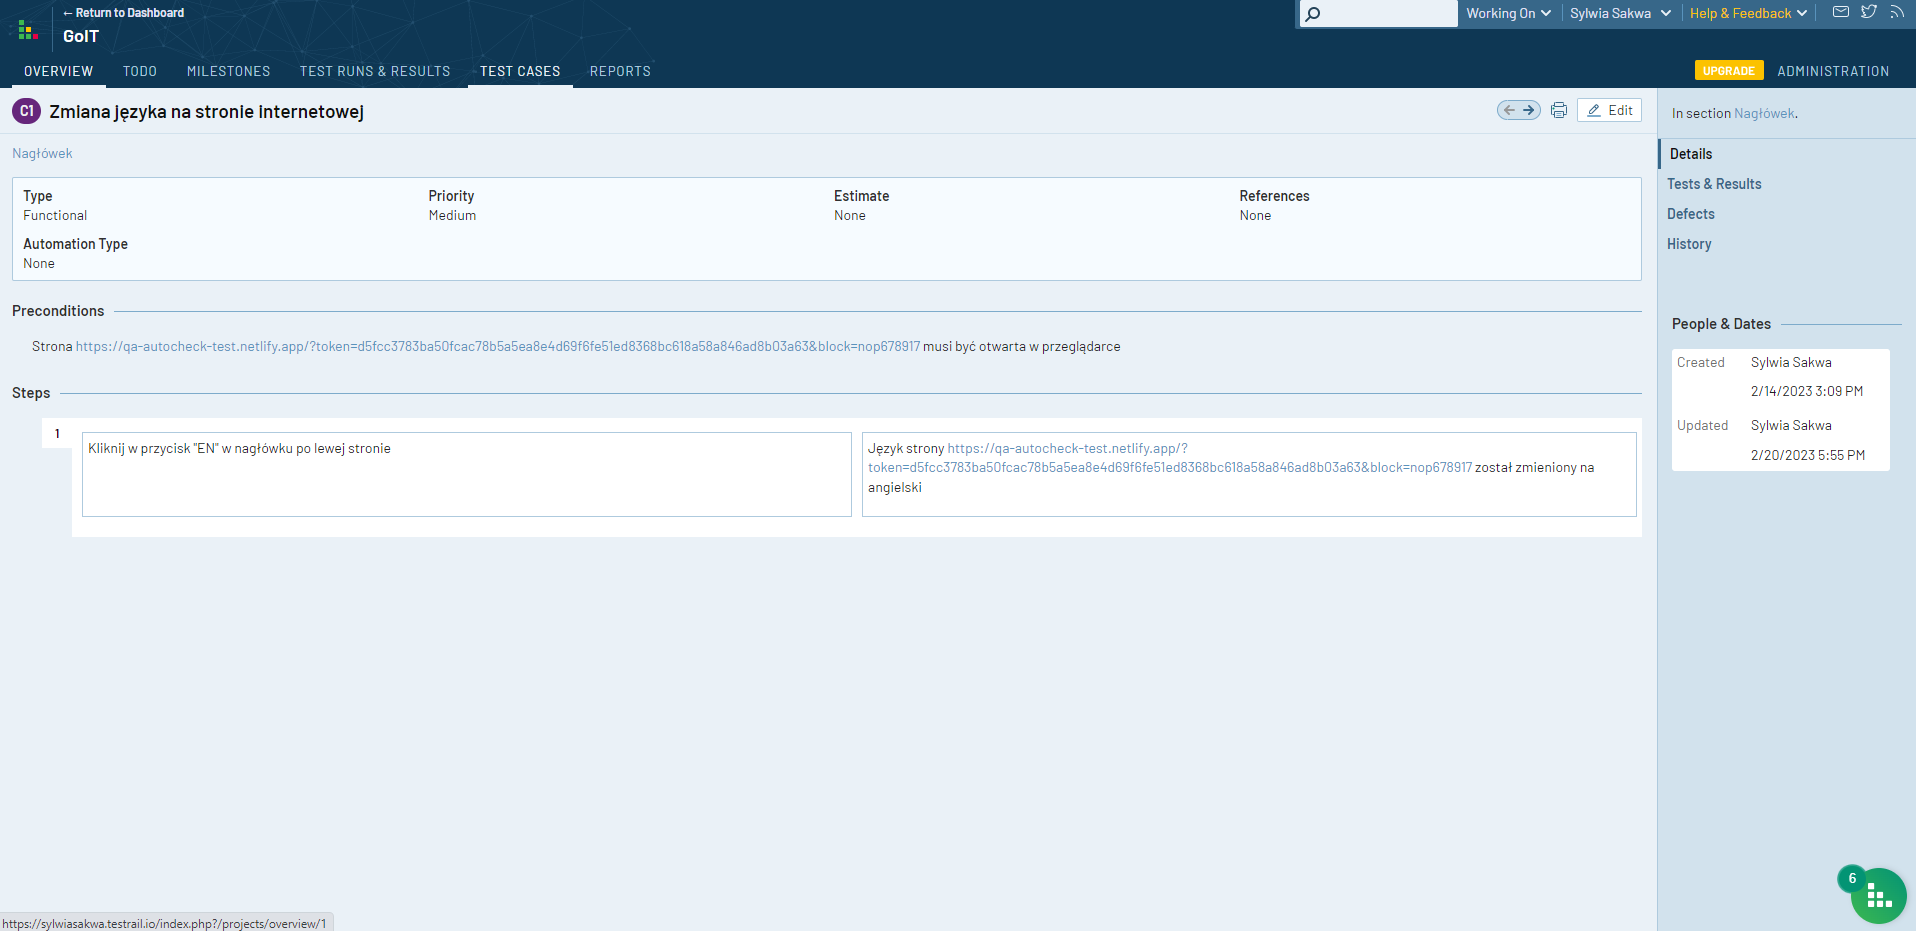 ← Return to Dashboard
GoIT
Working On
Sylwia Sakwa
Help & Feedback
OVERVIEW
TODO
MILESTONES
TEST RUNS & RESULTS
TEST CASES
REPORTS
UPGRADE
ADMINISTRATION
C1
Zmiana języka na stronie internetowej
Edit
Nagłówek
Type
Functional
Priority
Medium
Estimate
None
References
None
Automation Type
None
Preconditions
Strona https://qa-autocheck-test.netlify.app/?token=d5fcc3783ba50fcac78b5a5ea8e4d69f6fe51ed8368bc618a58a846ad8b03a63&block=nop678917 musi być otwarta w przeglądarce
Steps
1
Kliknij w przycisk "EN" w nagłówku po lewej stronie
Język strony https://qa-autocheck-test.netlify.app/?
token=d5fcc3783ba50fcac78b5a5ea8e4d69f6fe51ed8368bc618a58a846ad8b03a63&block=nop678917 został zmieniony na
angielski
In section Nagłówek.
Details
Tests & Results
Defects
History
People & Dates
Created
Sylwia Sakwa
2/14/2023 3:09 PM
Updated
Sylwia Sakwa
2/20/2023 5:55 PM
6
https://sylwiasakwa.testrail.io/index.php?/projects/overview/1